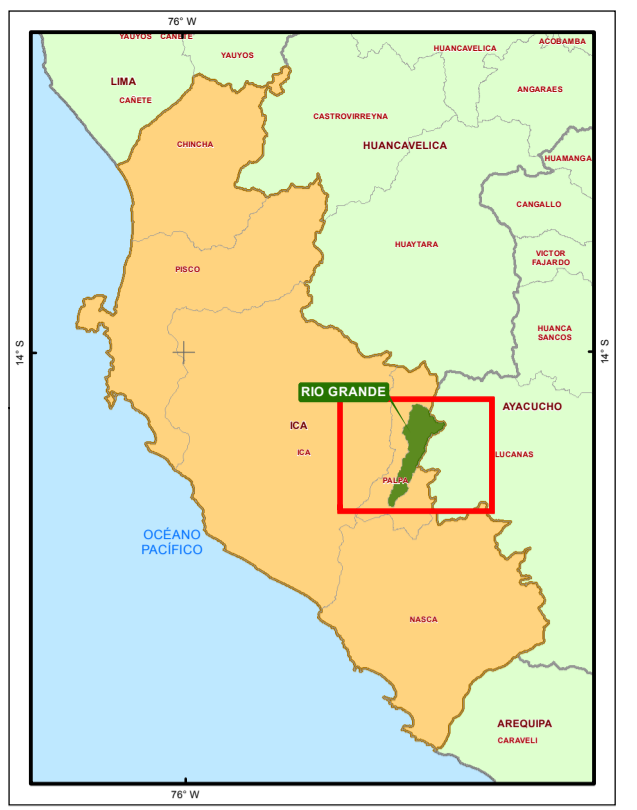 76° W
YAUYOS
CAÑETE
YAUYOS
HUANCAVELICA
ACOBAMBA
LIMA
CAÑETE
ANGARAES
CASTROVIRREYNA
CHINCHA
HUANCAVELICA
HUAMANGA
CANGALLO
HUAYTARA
VICTOR
FAJARDO
PISCO
HUANCA
SANCOS
14° S
14° S
RIO GRANDE
AYACUCHO
ICA
ICA
LUCANAS
PALPA
OCÉANO
PACÍFICO
NASCA
AREQUIPA
CARAVELI
76° W